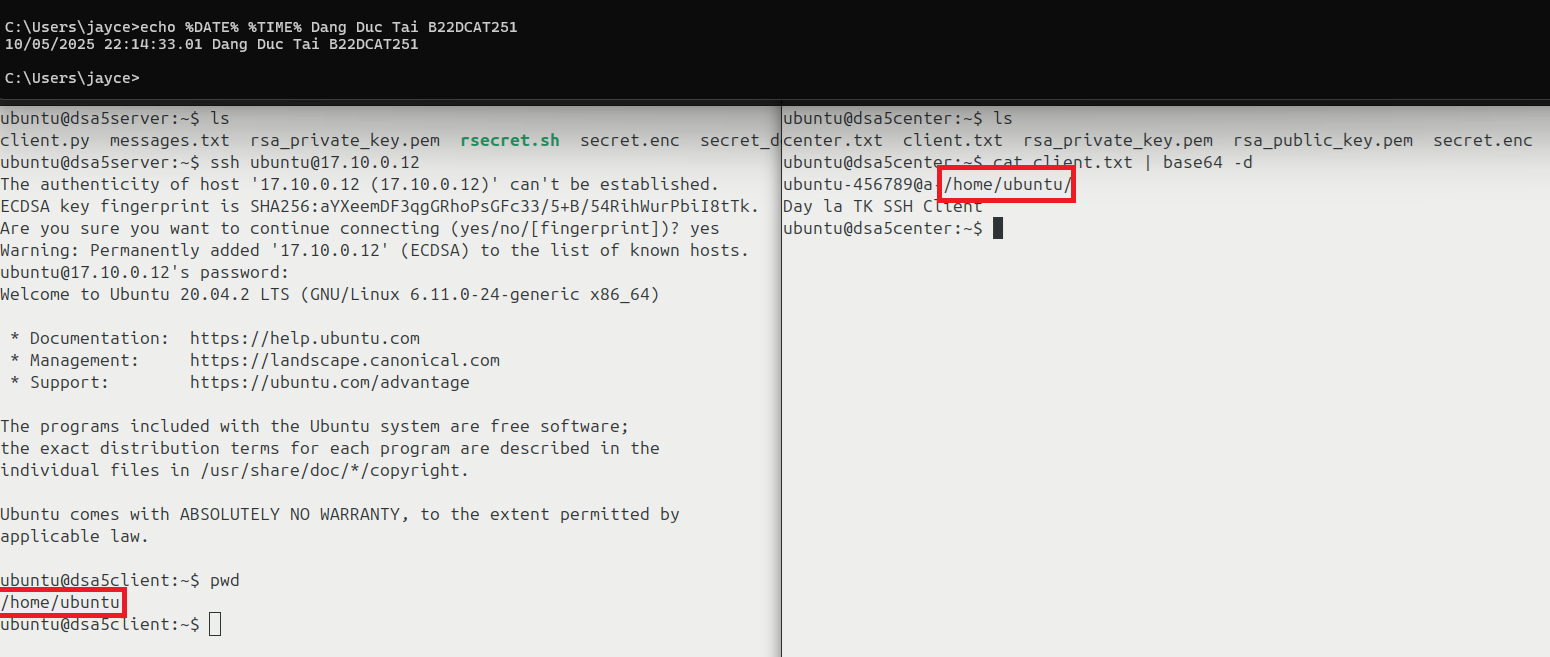 C:\Users\jayce>echo %DATE% %TIME% Dang Duc Tai B22DCAT251
10/05/2025 22:14:33.01 Dang Duc Tai B22DCAT251
C:\Users\jayce>
ubuntu@dsa5server:~$ ls
client.py messages.txt rsa_private_key.pem rsecret.sh secret.enc secret_d
ubuntu@dsa5server:~$ ssh ubuntu@17.10.0.12
The authenticity of host '17.10.0.12 (17.10.0.12)' can't be established.
ECDSA key fingerprint is SHA256:aYXeemDF3qgGRhoPsGFc33/5+B/54RihWurPbiI8tTk.
Are you sure you want to continue connecting (yes/no/[fingerprint])? yes
Warning: Permanently added '17.10.0.12' (ECDSA) to the list of known hosts.
ubuntu@17.10.0.12's password:
Welcome to Ubuntu 20.04.2 LTS (GNU/Linux 6.11.0-24-generic x86_64)
* Documentation: https://help.ubuntu.com
* Management: https://landscape.canonical.com
* Support: https://ubuntu.com/advantage
The programs included with the Ubuntu system are free software;
the exact distribution terms for each program are described in the
individual files in /usr/share/doc/*/copyright.
Ubuntu comes with ABSOLUTELY NO WARRANTY, to the extent permitted by
applicable law.
ubuntu@dsa5client:~$ pwd
/home/ubuntu
ubuntu@dsa5client:~$
ubuntu@dsa5center:~$ ls
center.txt client.txt rsa_private_key.pem rsa_public_key.pem secret.enc
ubuntu@dsa5center:~$ cat client.txt | base64 -d
ubuntu-456789@a-/home/ubuntu/
Day la TK SSH Client
ubuntu@dsa5center:~$